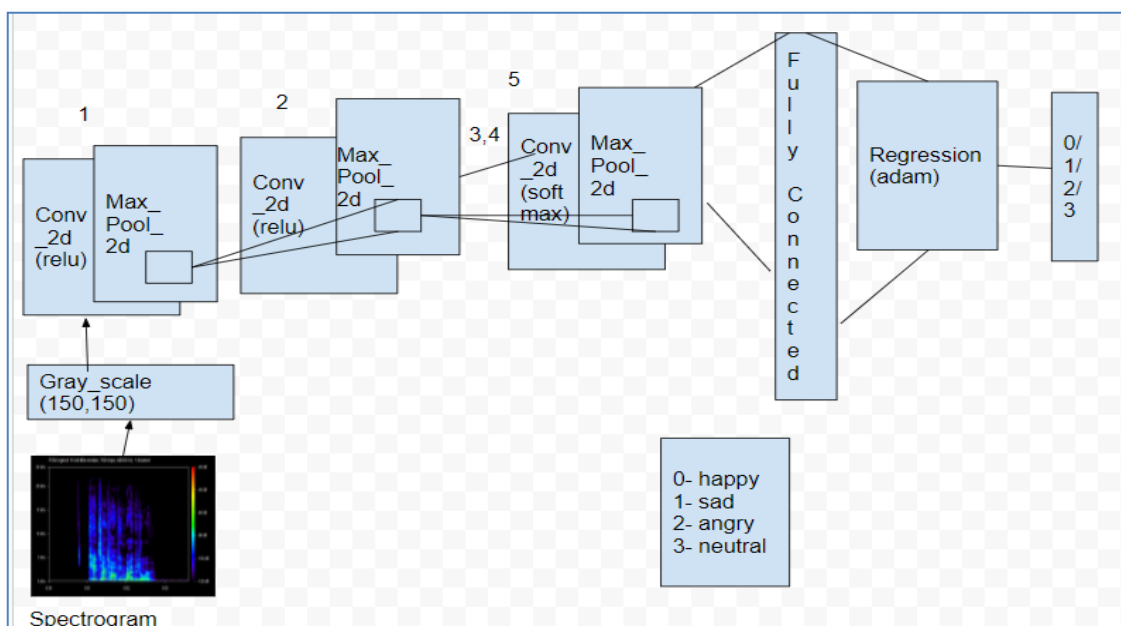 1
Conv
_2d
(relu)
Max_
Pool_
2d
2
Conv
_2d
(relu)
Max_
Pool_
2d
3,4
5
Conv
_2d
(soft
max)
Max_
Pool_
2d
F
u
l
l
y
C
o
n
n
e
c
t
e
d
Regression
(adam)
0/
1/
2/
3
Gray_scale
(150,150)
Spectrogram
0- happy
1- sad
2- angry
3- neutral